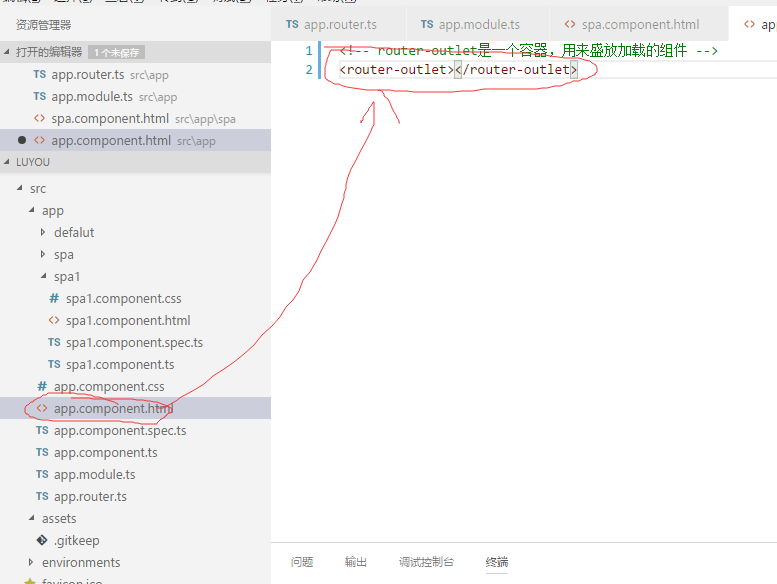 app.router.ts
app.module.ts
spa.component.html
app
资源管理器
打开的编辑器 1 个未保存
TS app.router.ts src\app
TS app.module.ts src\app
<> spa.component.html src\app\spa
<> app.component.html src\app
LUYOU
src
app
defalut
spa
spa1
# spa1.component.css
<> spa1.component.html
TS spa1.component.spec.ts
TS spa1.component.ts
# app.component.css
<> app.component.html
TS app.component.spec.ts
TS app.component.ts
TS app.module.ts
TS app.router.ts
assets
.gitkeep
environments
favicon.ico
1 <!-- router-outlet是一个容器，用来盛放加载的组件 -->
2 <router-outlet></router-outlet>
问题 输出 调试控制台 终端